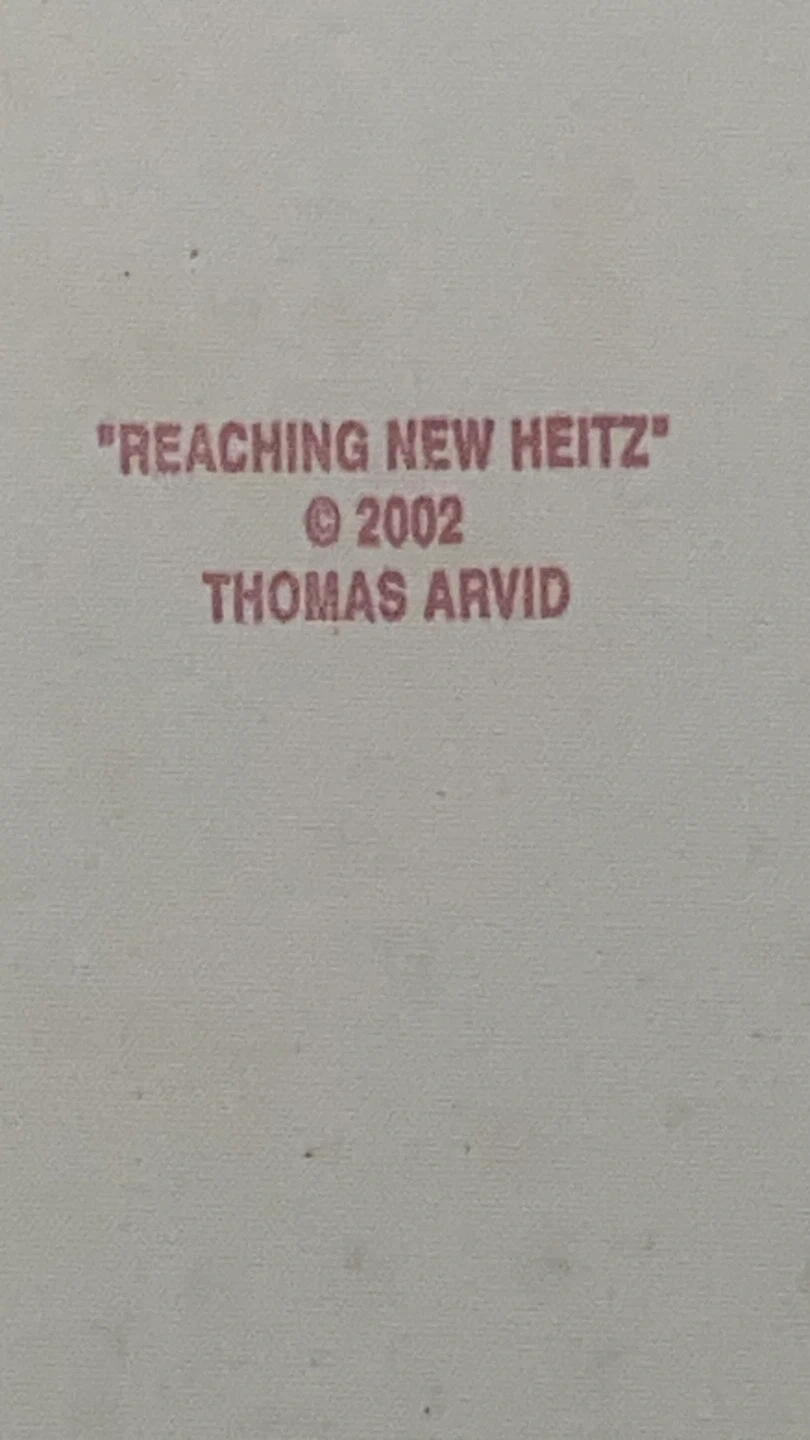 "REACHING NEW HEITZ"
© 2002
THOMAS ARVID